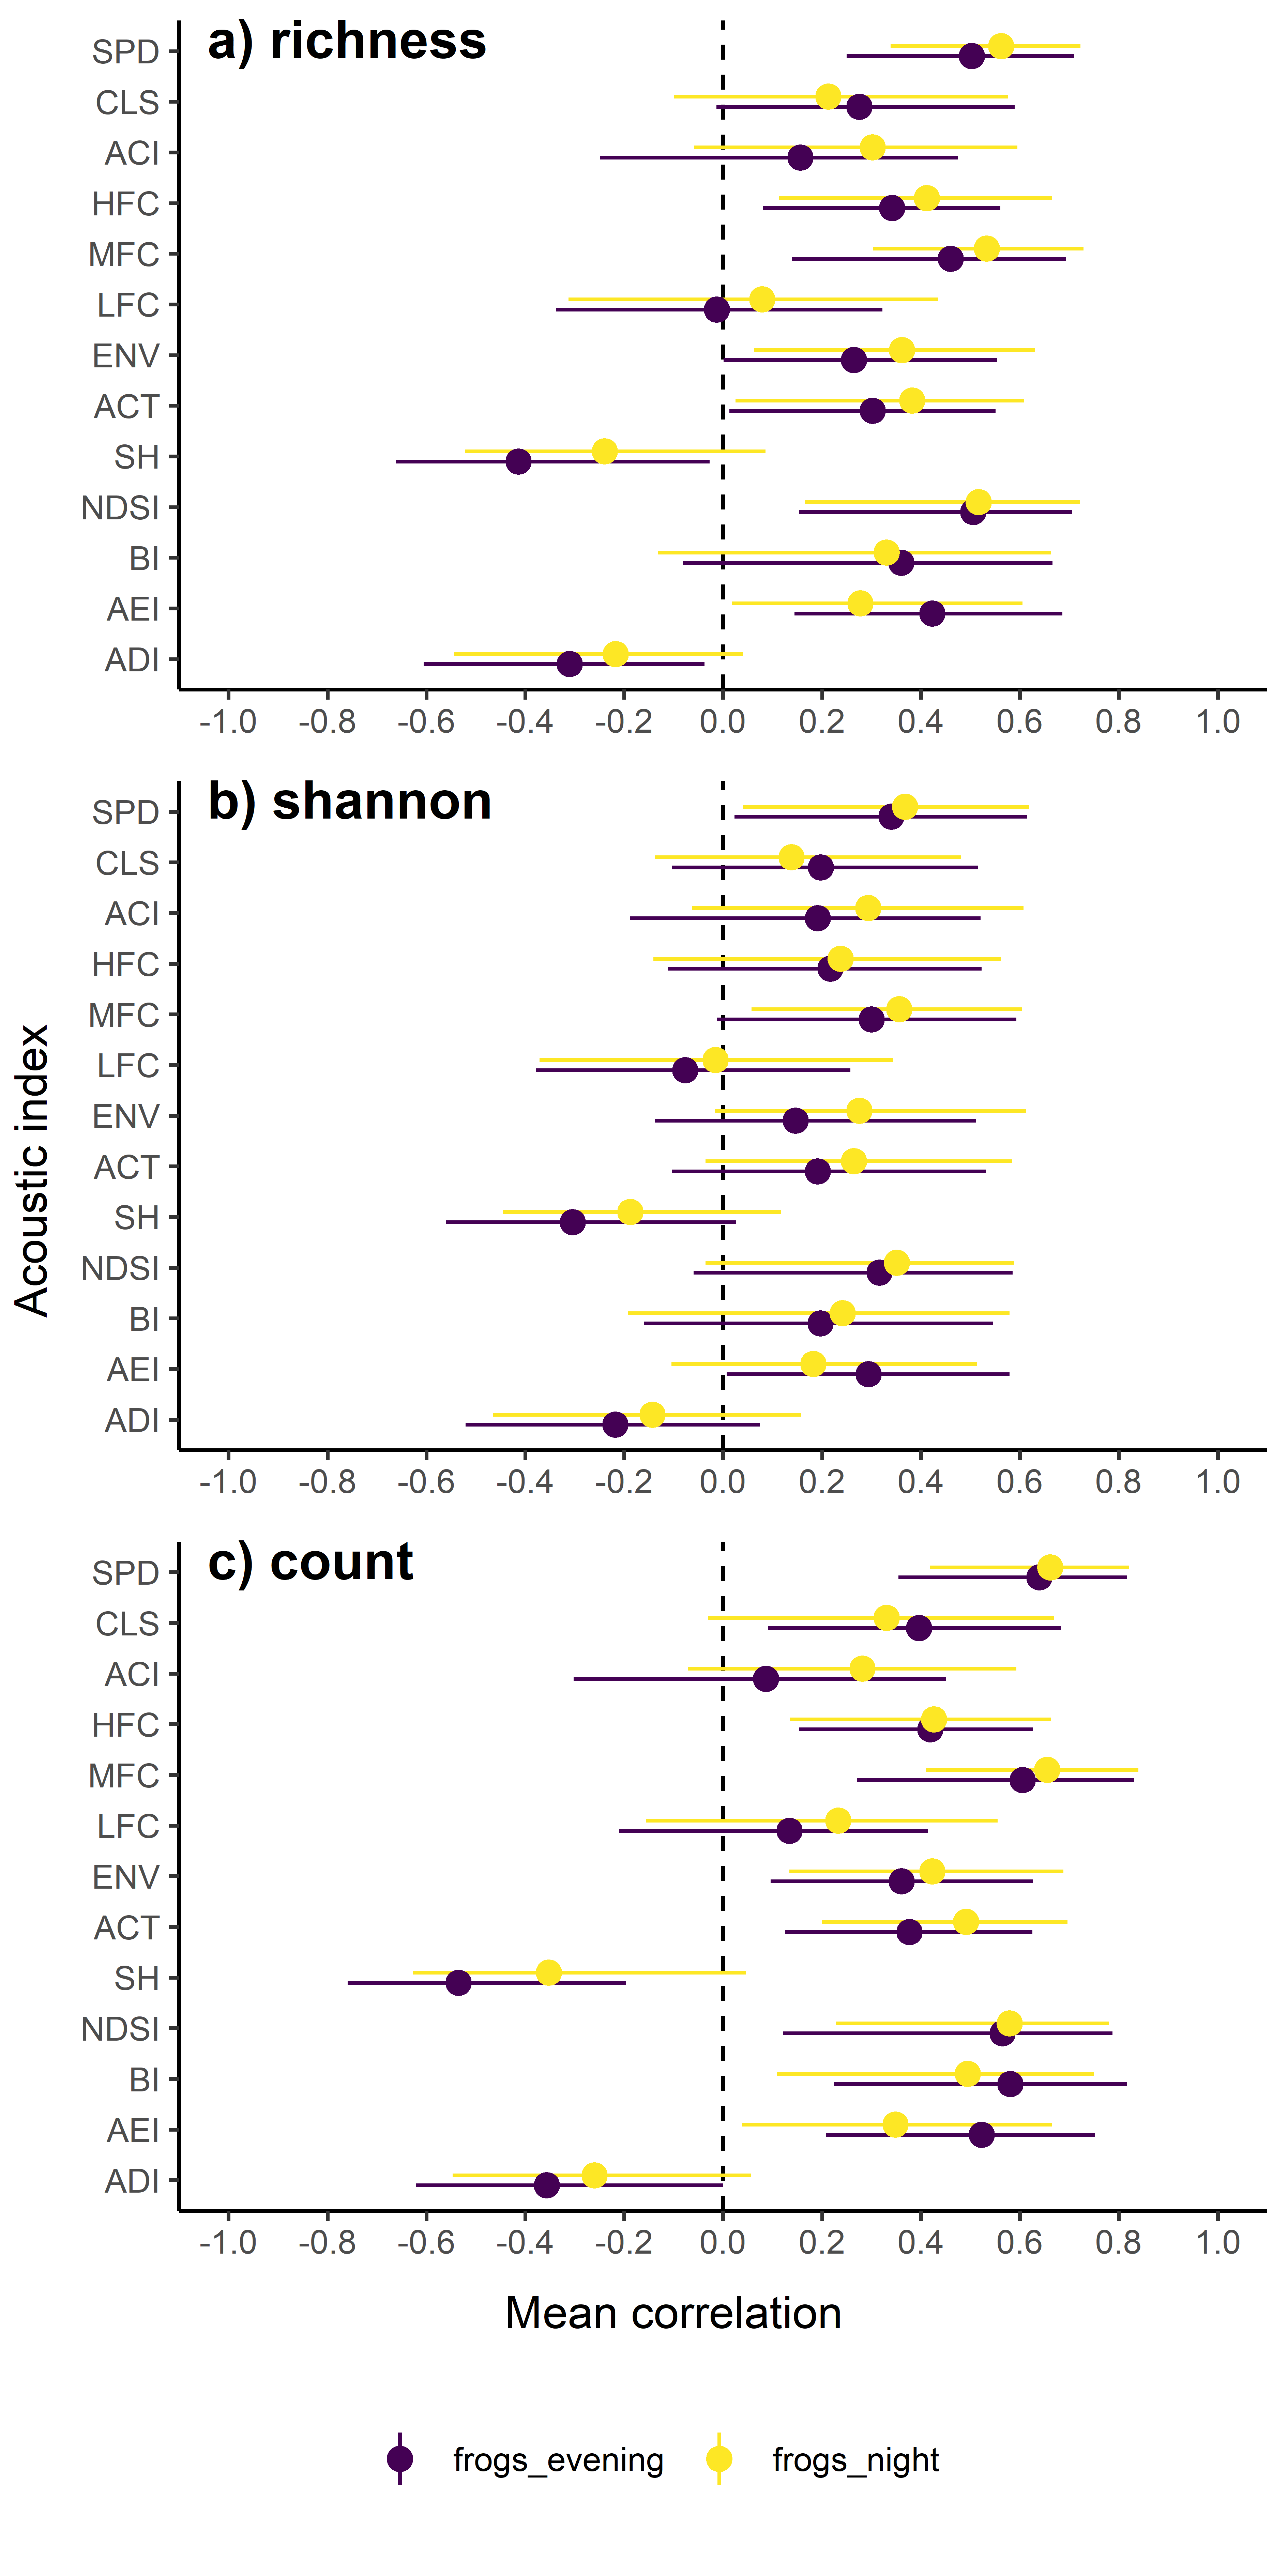 a) richness
SPD
CLS
ACI
HFC
MFC
LFC
ENV
ACT
SH
NDSI
BI
AEI
ADI
-1.0 -0.8 -0.6 -0.4 -0.2 0.0 0.2 0.4 0.6 0.8 1.0
b) shannon
SPD
CLS
ACI
HFC
MFC
LFC
ENV
ACT
SH
NDSI
BI
AEI
ADI
-1.0 -0.8 -0.6 -0.4 -0.2 0.0 0.2 0.4 0.6 0.8 1.0
Acoustic index
c) count
SPD
CLS
ACI
HFC
MFC
LFC
ENV
ACT
SH
NDSI
BI
AEI
ADI
-1.0 -0.8 -0.6 -0.4 -0.2 0.0 0.2 0.4 0.6 0.8 1.0
Mean correlation
frogs_evening frogs_night